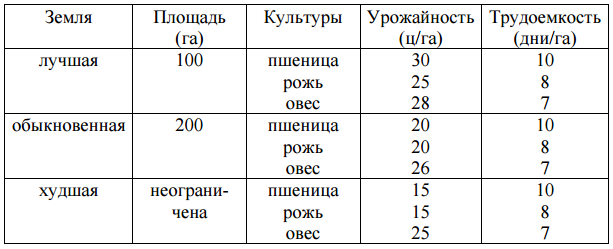 Земля Площадь Культуры Урожайность Трудоемкость
(га) (ц/га) (дни/га)
лучшая 100 пшеница 30 10
рожь 25 8
овес 28 7
обыкновенная 200 пшеница 20 10
рожь 20 8
овес 26 7
худшая неограни- пшеница 15 10
чена рожь 15 8
овес 25 7